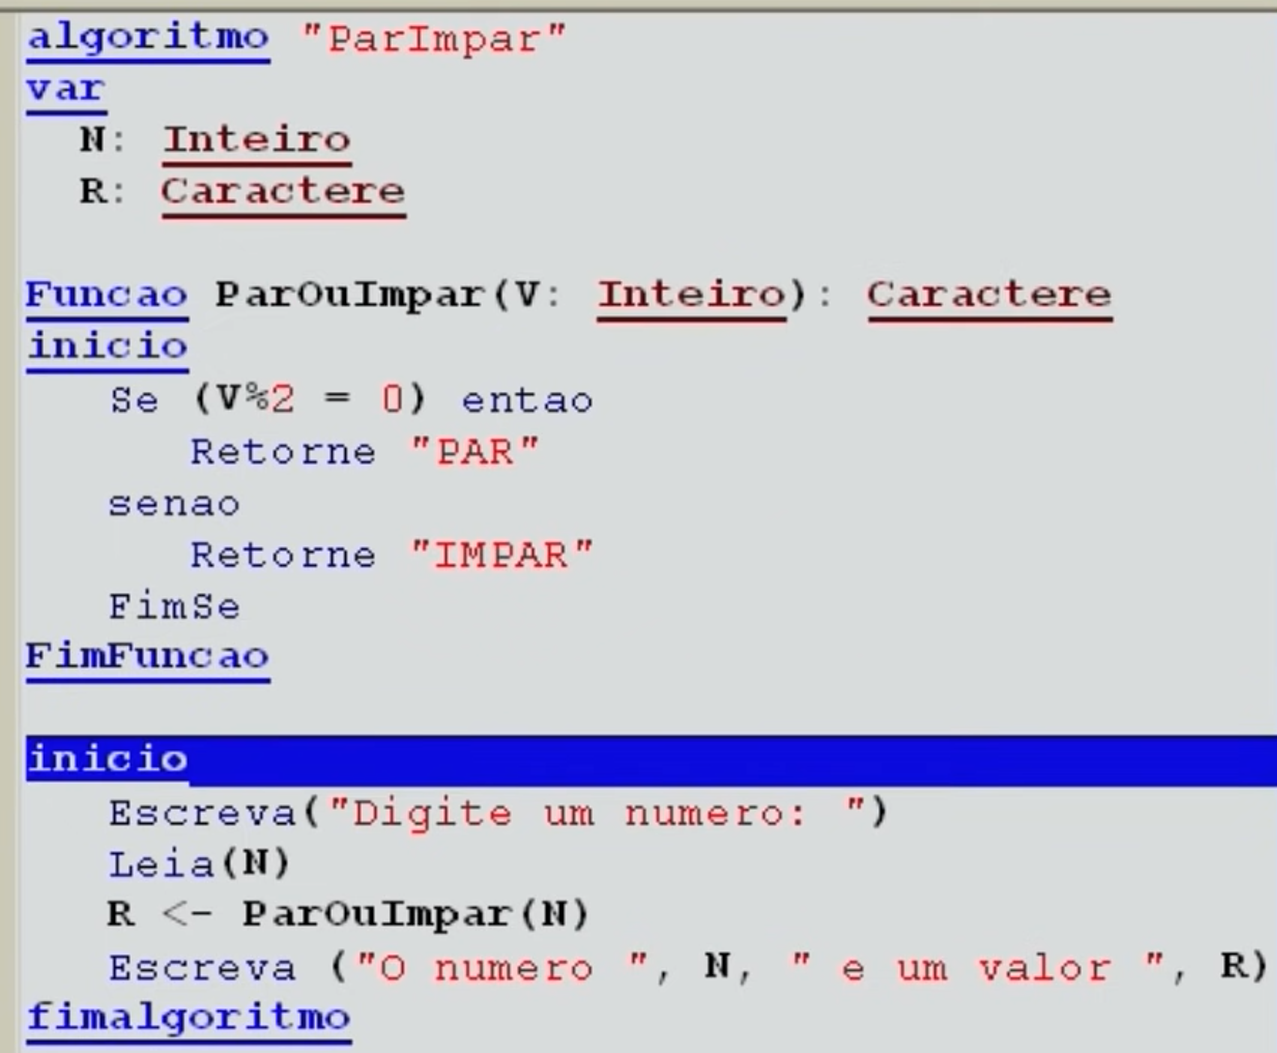 algoritmo "ParImpar"
var
N: Inteiro
R: Caractere
Funcao ParOuImpar(V: Inteiro): Caractere
inicio
Se (V%2 = 0) entao
Retorne "PAR"
senao
Retorne "IMPAR"
FimSe
FimFuncao
inicio
Escreva("Digite um numero: ")
Leia(N)
R <- ParOuImpar(N)
Escreva ("O numero ", N, " e um valor ", R)
fimalgoritmo